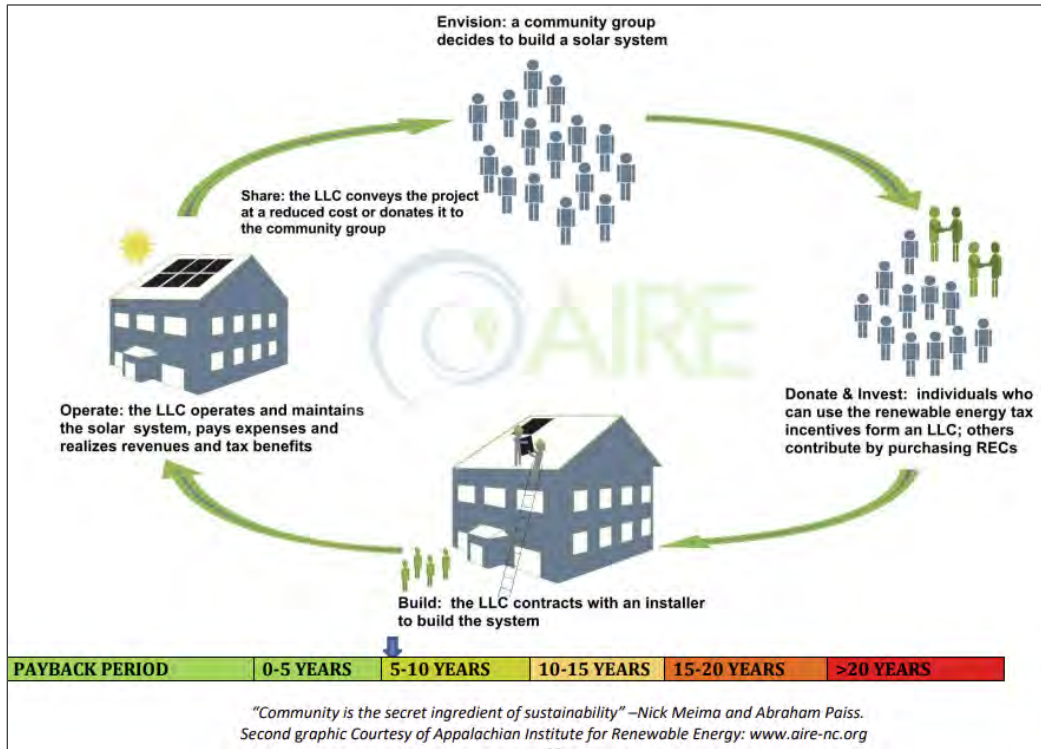 Envision: a community group
decides to build a solar system
Share: the LLC conveys the project
at a reduced cost or donates it to
the community group
AIRE
Operate: the LLC operates and maintains
the solar system, pays expenses and
realizes revenues and tax benefits
Donate & Invest: individuals who
can use the renewable energy tax
incentives form an LLC; others
contribute by purchasing RECs
Build: the LLC contracts with an installer
to build the system
PAYBACK PERIOD 0-5 YEARS 5-10 YEARS 10-15 YEARS 15-20 YEARS >20 YEARS
“Community is the secret ingredient of sustainability” –Nick Meima and Abraham Paiss.
Second graphic Courtesy of Appalachian Institute for Renewable Energy: www.aire-nc.org